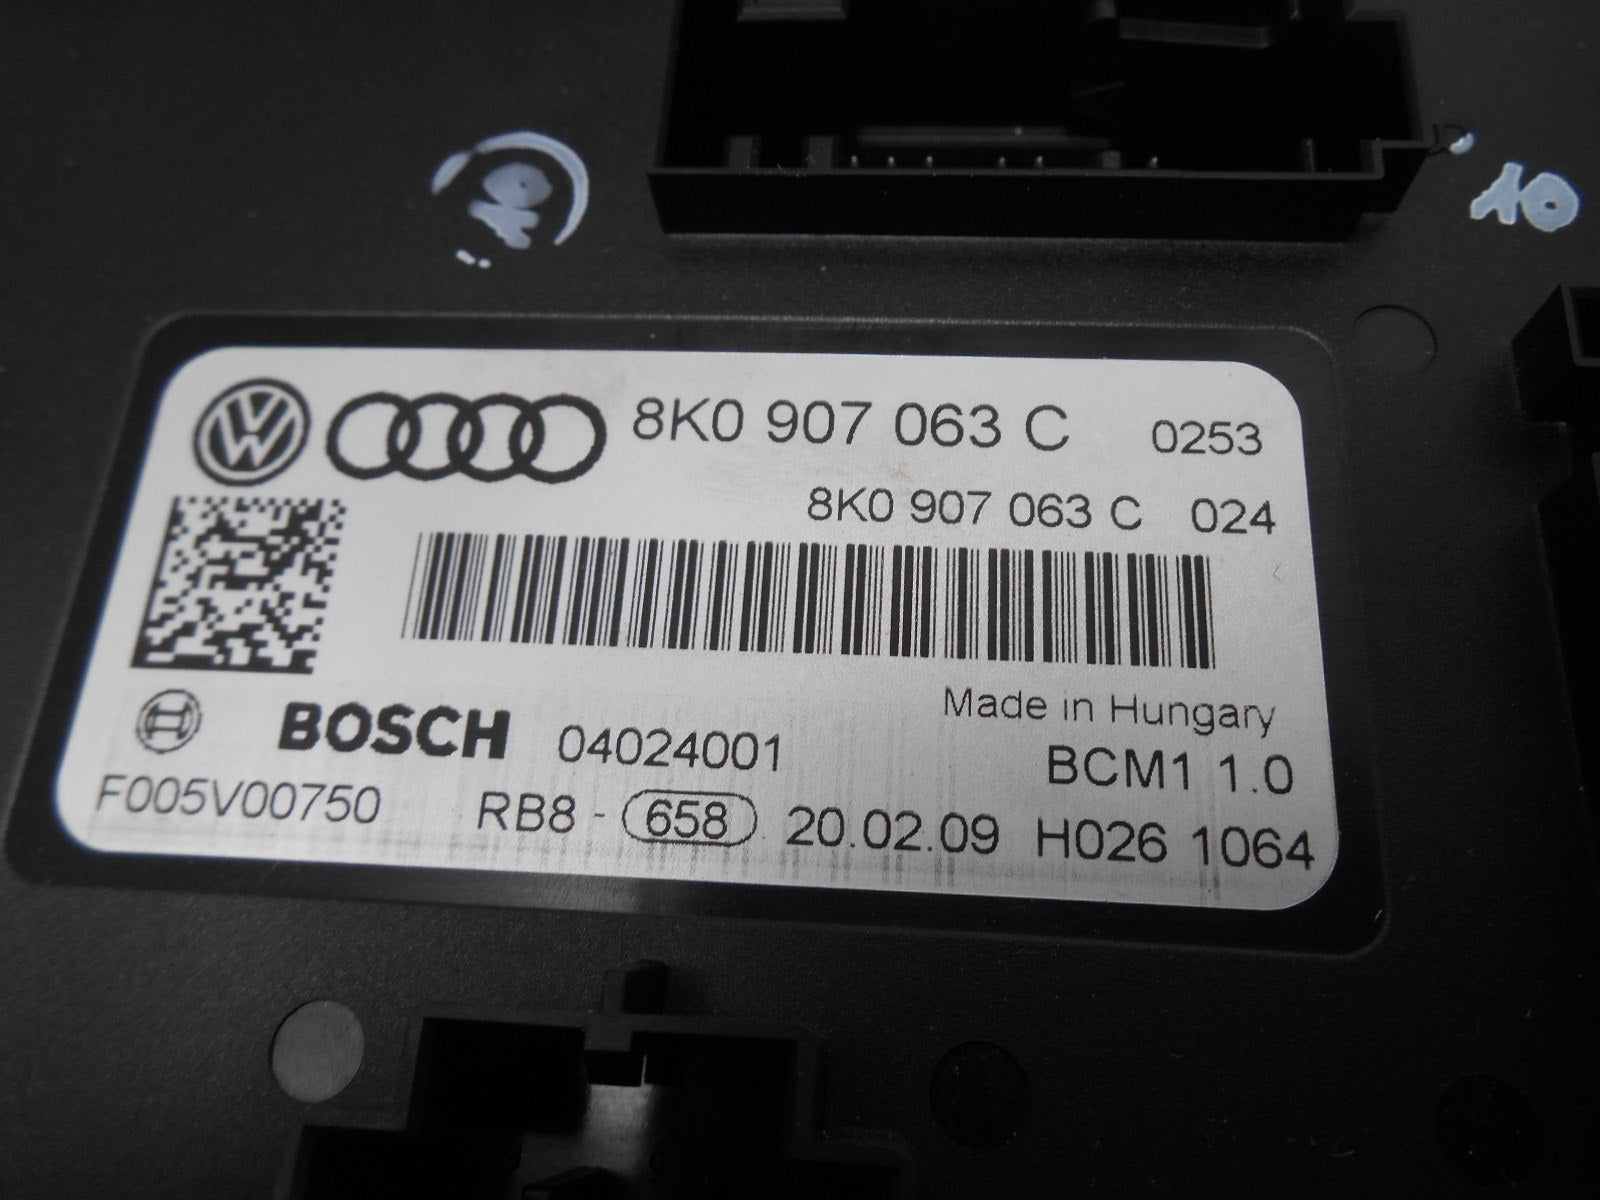 10
8K0 907 063 C 0253
8K0 907 063 C 024
Made in Hungary
BOSCH 04024001
BCM1 1.0
F005V00750 RB8 - 658 20.02.09 H026 1064